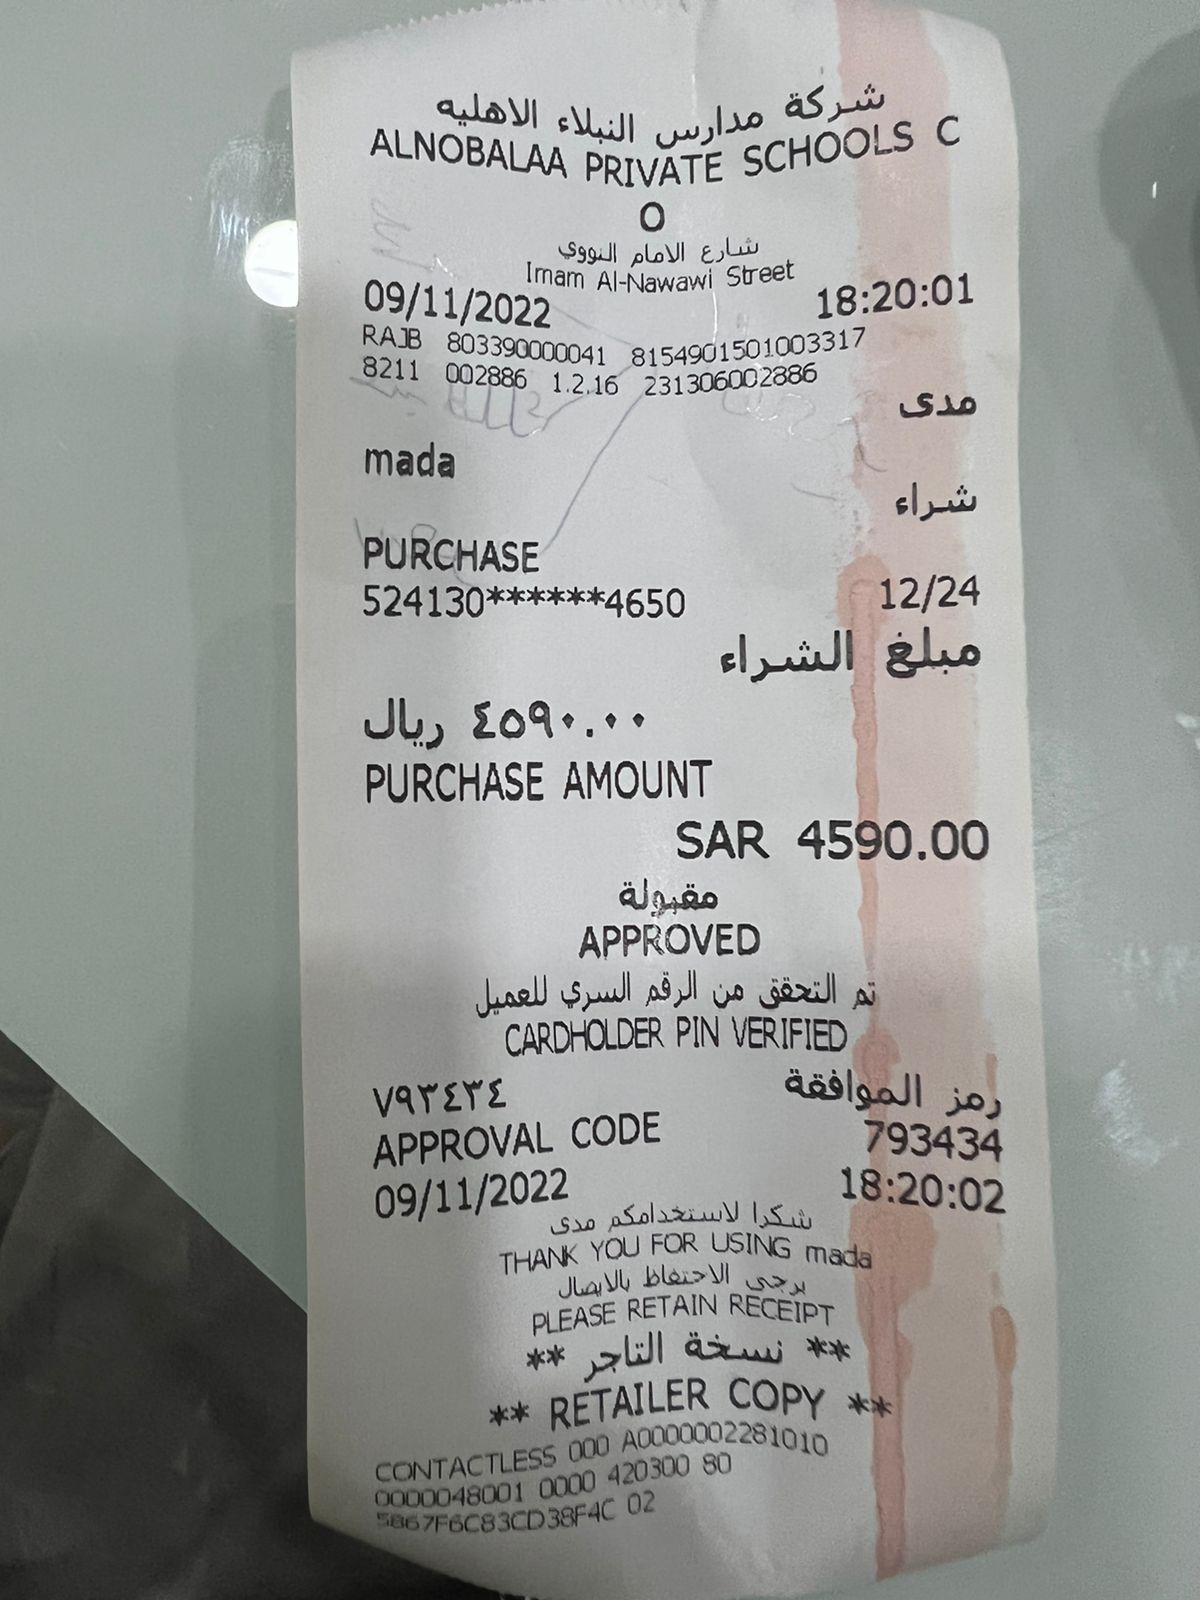 شركة مدارس النبلاء الاهليه
ALNOBALAA PRIVATE SCHOOLS C
O
شارع الامام النووي
Imam Al-Nawawi Street
09/11/2022 18:20:01
RAJB 803390000041 8154901501003317
8211 002886 1.2.16 231306002886
مدى
mada
شراء
PURCHASE
524130******4650 12/24
مبلغ الشراء
٤٥٩٠.٠٠ ريال
PURCHASE AMOUNT
SAR 4590.00
مقبولة
APPROVED
تم التحقق من الرقم السري للعميل
CARDHOLDER PIN VERIFIED
رمز الموافقة ٧٩٣٤٣٤
APPROVAL CODE 793434
09/11/2022 18:20:02
شكرا لاستخدامكم مدى
THANK YOU FOR USING mada
يرجى الاحتفاظ بالايصال
PLEASE RETAIN RECEIPT
** نسخة التاجر **
** RETAILER COPY **
CONTACTLESS 000 A0000002281010
0000048001 0000 420300 80
5867F6C83CD38F4C 02